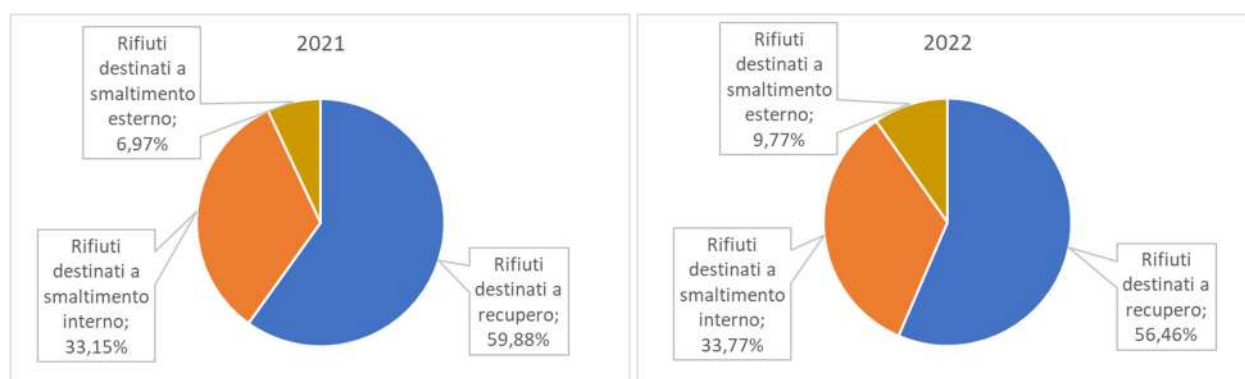 2021
Rifiuti
destinati a
smaltimento
esterno;
6,97%
Rifiuti
destinati a
smaltimento
interno;
33,15%
Rifiuti
destinati a
recupero;
59,88%
2022
Rifiuti
destinati a
smaltimento
esterno;
9,77%
Rifiuti
destinati a
smaltimento
interno;
33,77%
Rifiuti
destinati a
recupero;
56,46%